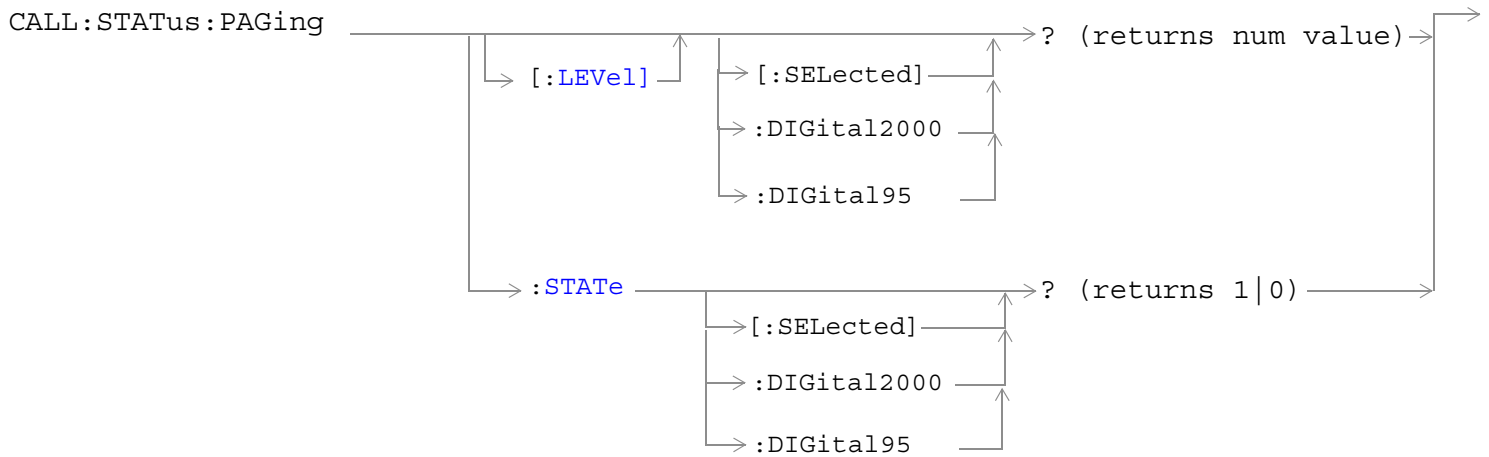 CALL:STATus:PAGing
? (returns num value)
[:LEVel]
[:SELected]
:DIGital2000
:DIGital95
:STATe
? (returns 1|0)
[:SELected]
:DIGital2000
:DIGital95